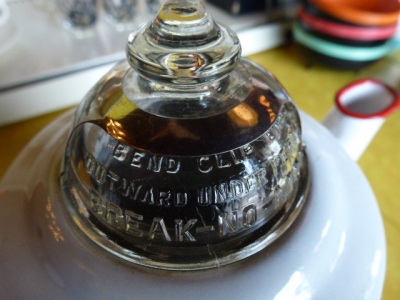 BEND CLIP
OUTWARD UNDER
BREAK-NO